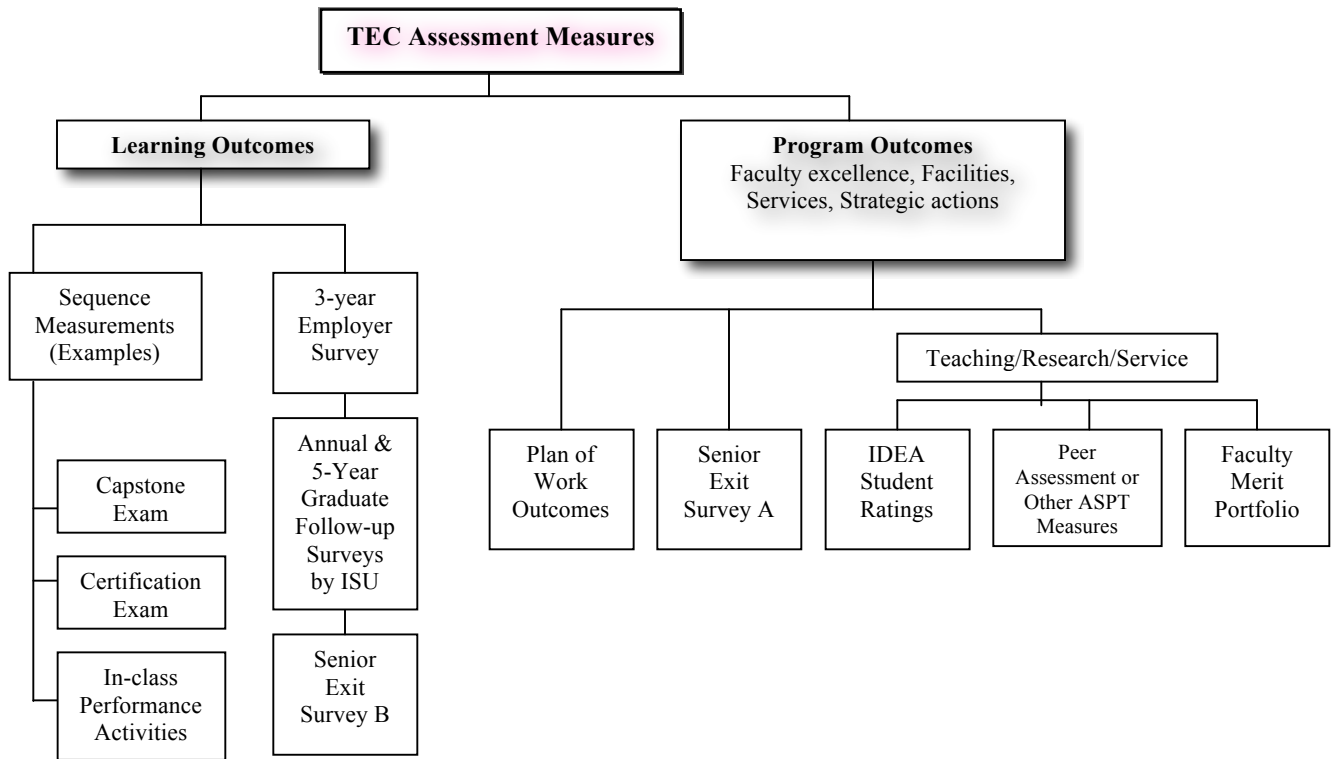 TEC Assessment Measures
Learning Outcomes
Program Outcomes
Faculty excellence, Facilities,
Services, Strategic actions
Sequence
Measurements
(Examples)
3-year
Employer
Survey
Capstone
Exam
Certification
Exam
In-class
Performance
Activities
Annual &
5-Year
Graduate
Follow-up
Surveys
by ISU
Senior
Exit
Survey B
Plan of
Work
Outcomes
Senior
Exit
Survey A
Teaching/Research/Service
IDEA
Student
Ratings
Peer
Assessment or
Other ASPT
Measures
Faculty
Merit
Portfolio